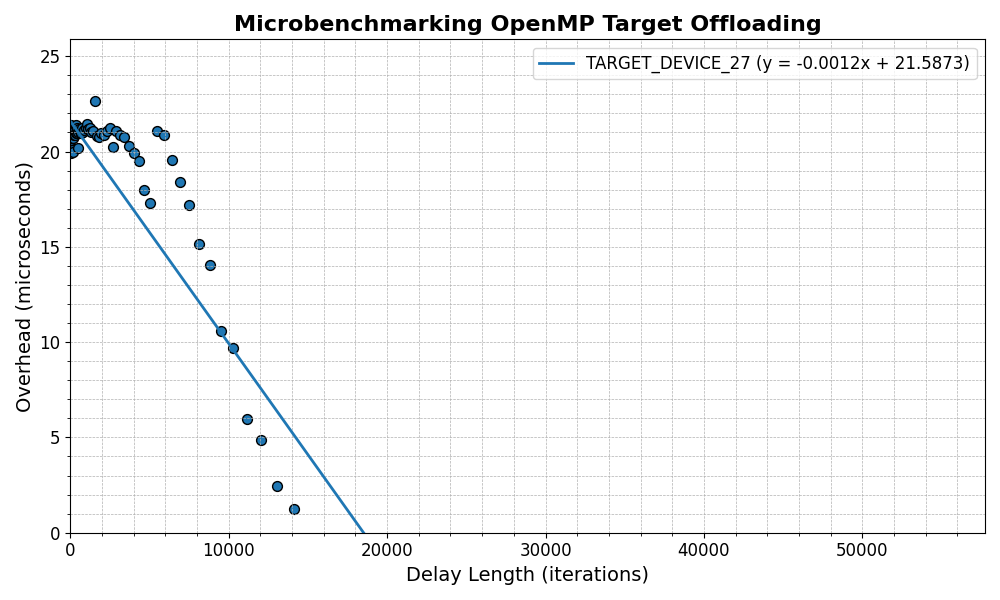 Microbenchmarking OpenMP Target Offloading
TARGET_DEVICE_27 (y = -0.0012x + 21.5873)
Overhead (microseconds)
25
20
15
10
5
0
0 10000 20000 30000 40000 50000
Delay Length (iterations)